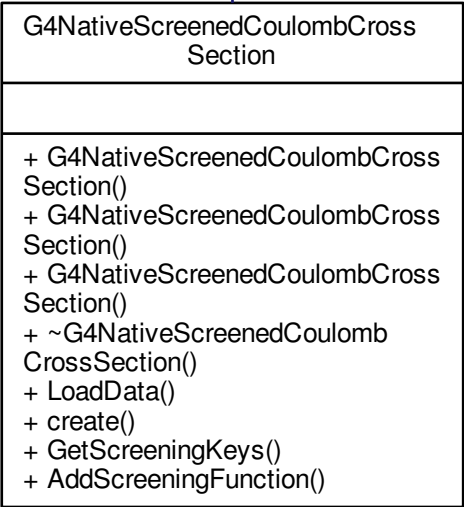 G4NativeScreenedCoulombCross
Section
+ G4NativeScreenedCoulombCross
Section()
+ G4NativeScreenedCoulombCross
Section()
+ G4NativeScreenedCoulombCross
Section()
+ ~G4NativeScreenedCoulomb
CrossSection()
+ LoadData()
+ create()
+ GetScreeningKeys()
+ AddScreeningFunction()